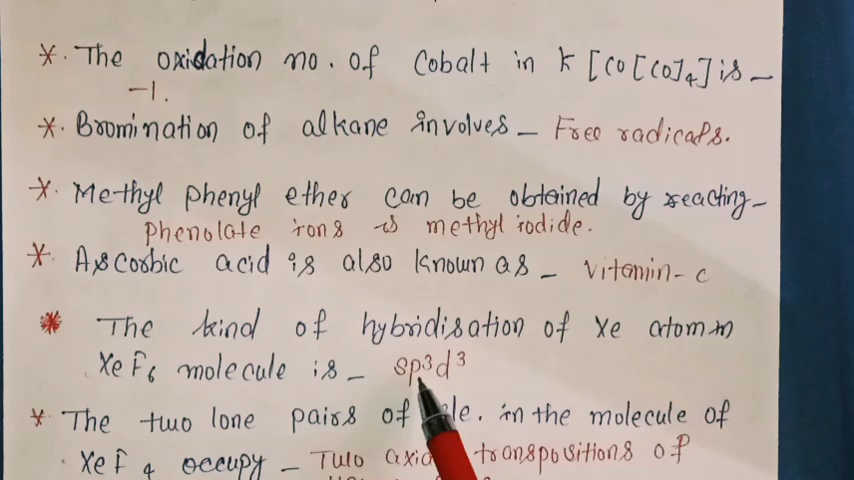 *. The oxidation no. of Cobalt in K [CO [CO]4] is _
-1.
*. Bromination of alkane involves _ Free radicals.
*. Methyl phenyl ether can be obtained by reacting_
phenolate ions is methyl iodide.
*. Ascorbic acid is also known as _ vitamin-c
* The kind of hybridisation of Xe atom in
XeF6 molecule is _ sp³d³
* The two lone pairs of ele. in the molecule of
XeF4 occupy _ Two transpositions of